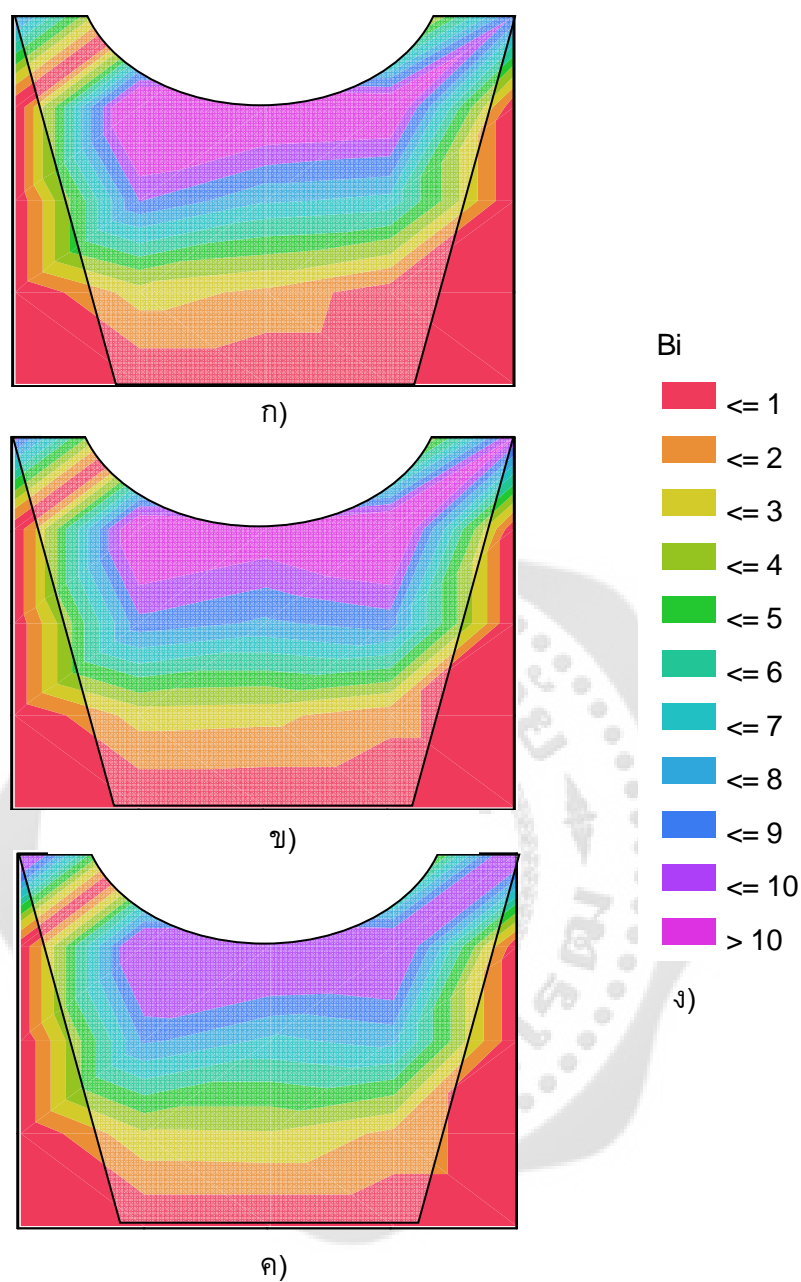 ก)
Bi
<= 1
<= 2
<= 3
<= 4
<= 5
<= 6
<= 7
<= 8
<= 9
<= 10
> 10
ข)
ง)
ค)